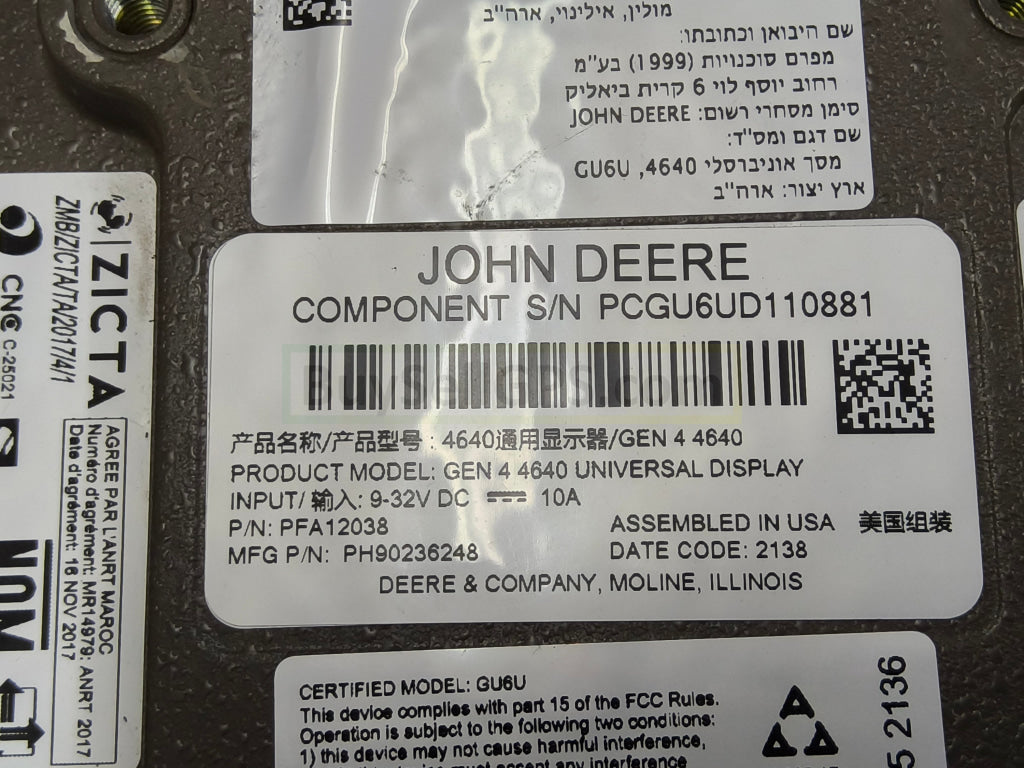 מולין, אילינוי, ארה"ב
שם היבואן וכתובתו:
מפרם סוכנויות (1999) בע"מ
רחוב יוסף לוי 6 קרית ביאליק
סימן מסחרי רשום: JOHN DEERE
שם דגם ומס"ד:
מסך אוניברסלי 4640, GU6U
ארץ יצור: ארה"ב
ZICTA
ZMB/ZICTA/TA/2017/4/1
CNC C-25021
AGREE PAR L'ANRT MAROC
Numéro d'agrément: MR14979: ANRT 2017
Date d'agrément: 16 NOV 2017
NOM
JOHN DEERE
COMPONENT S/N PCGU6UD110881
BuySellGPS.com
产品名称/产品型号：4640通用显示器/GEN 4 4640
PRODUCT MODEL: GEN 4 4640 UNIVERSAL DISPLAY
INPUT/ 输入: 9-32V DC 10A
P/N: PFA12038
ASSEMBLED IN USA 美国组装
MFG P/N: PH90236248
DATE CODE: 2138
DEERE & COMPANY, MOLINE, ILLINOIS
CERTIFIED MODEL: GU6U
This device complies with part 15 of the FCC Rules.
Operation is subject to the following two conditions:
1) this device may not cause harmful interference,
must accept any interference
5 2136